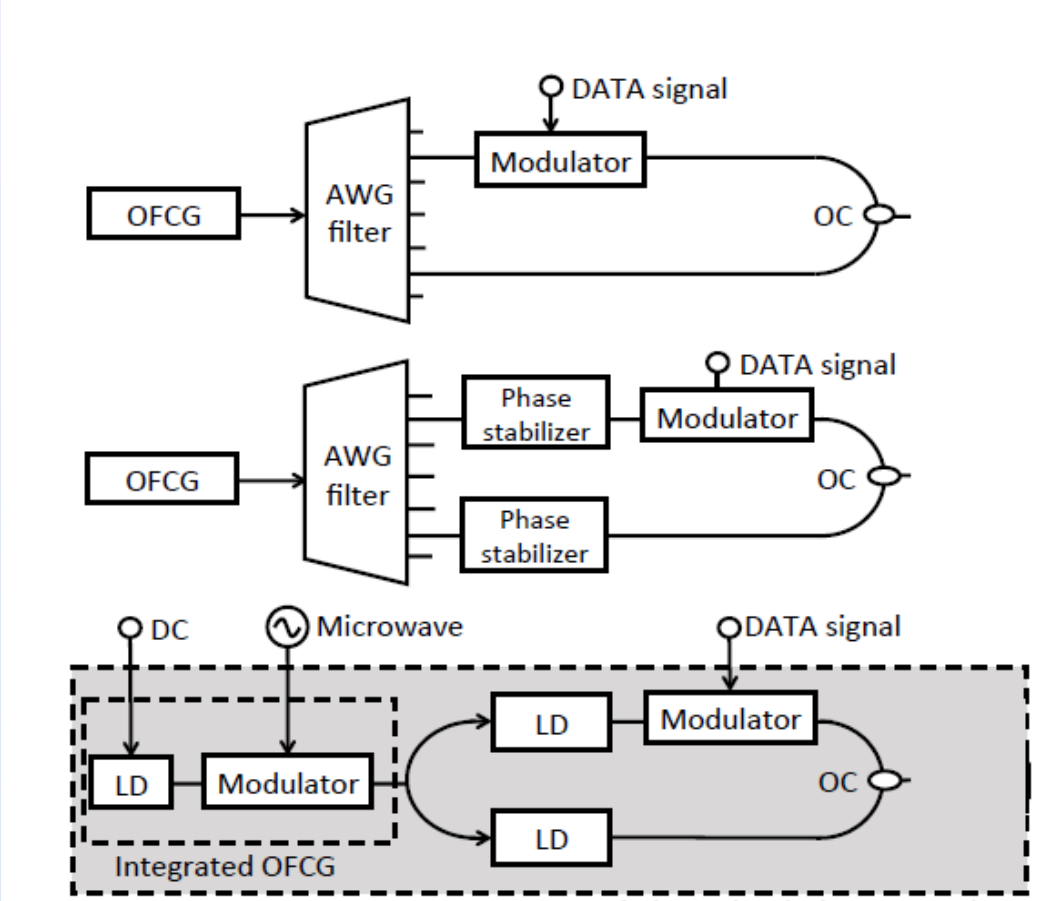 DATA signal
Modulator
AWG
filter
OFCG
OC
DATA signal
Phase
stabilizer
Modulator
AWG
filter
OFCG
OC
Phase
stabilizer
DC
Microwave
DATA signal
LD
Modulator
LD
Modulator
OC
LD
Integrated OFCG